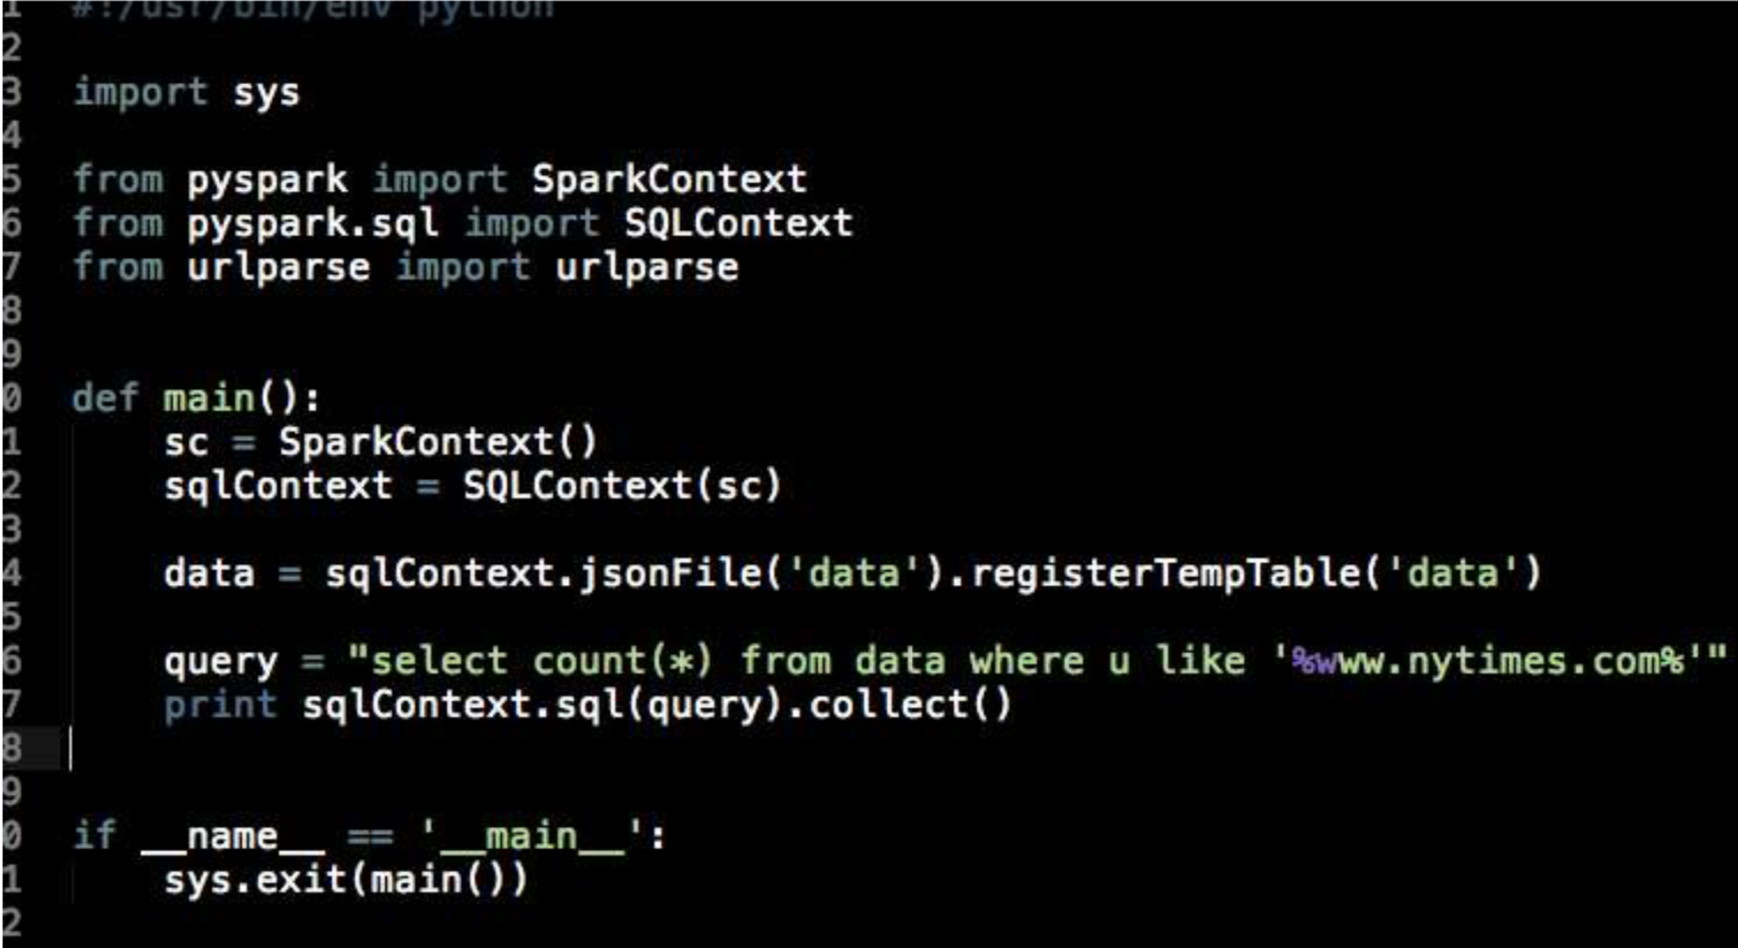 1 #!/usr/bin/env python
2
3 import sys
4
5 from pyspark import SparkContext
6 from pyspark.sql import SQLContext
7 from urlparse import urlparse
8
9
0 def main():
1     sc = SparkContext()
2     sqlContext = SQLContext(sc)
3
4     data = sqlContext.jsonFile('data').registerTempTable('data')
5
6     query = "select count(*) from data where u like '%www.nytimes.com%'"
7     print sqlContext.sql(query).collect()
8
9
0 if __name__ == '__main__':
1     sys.exit(main())
2